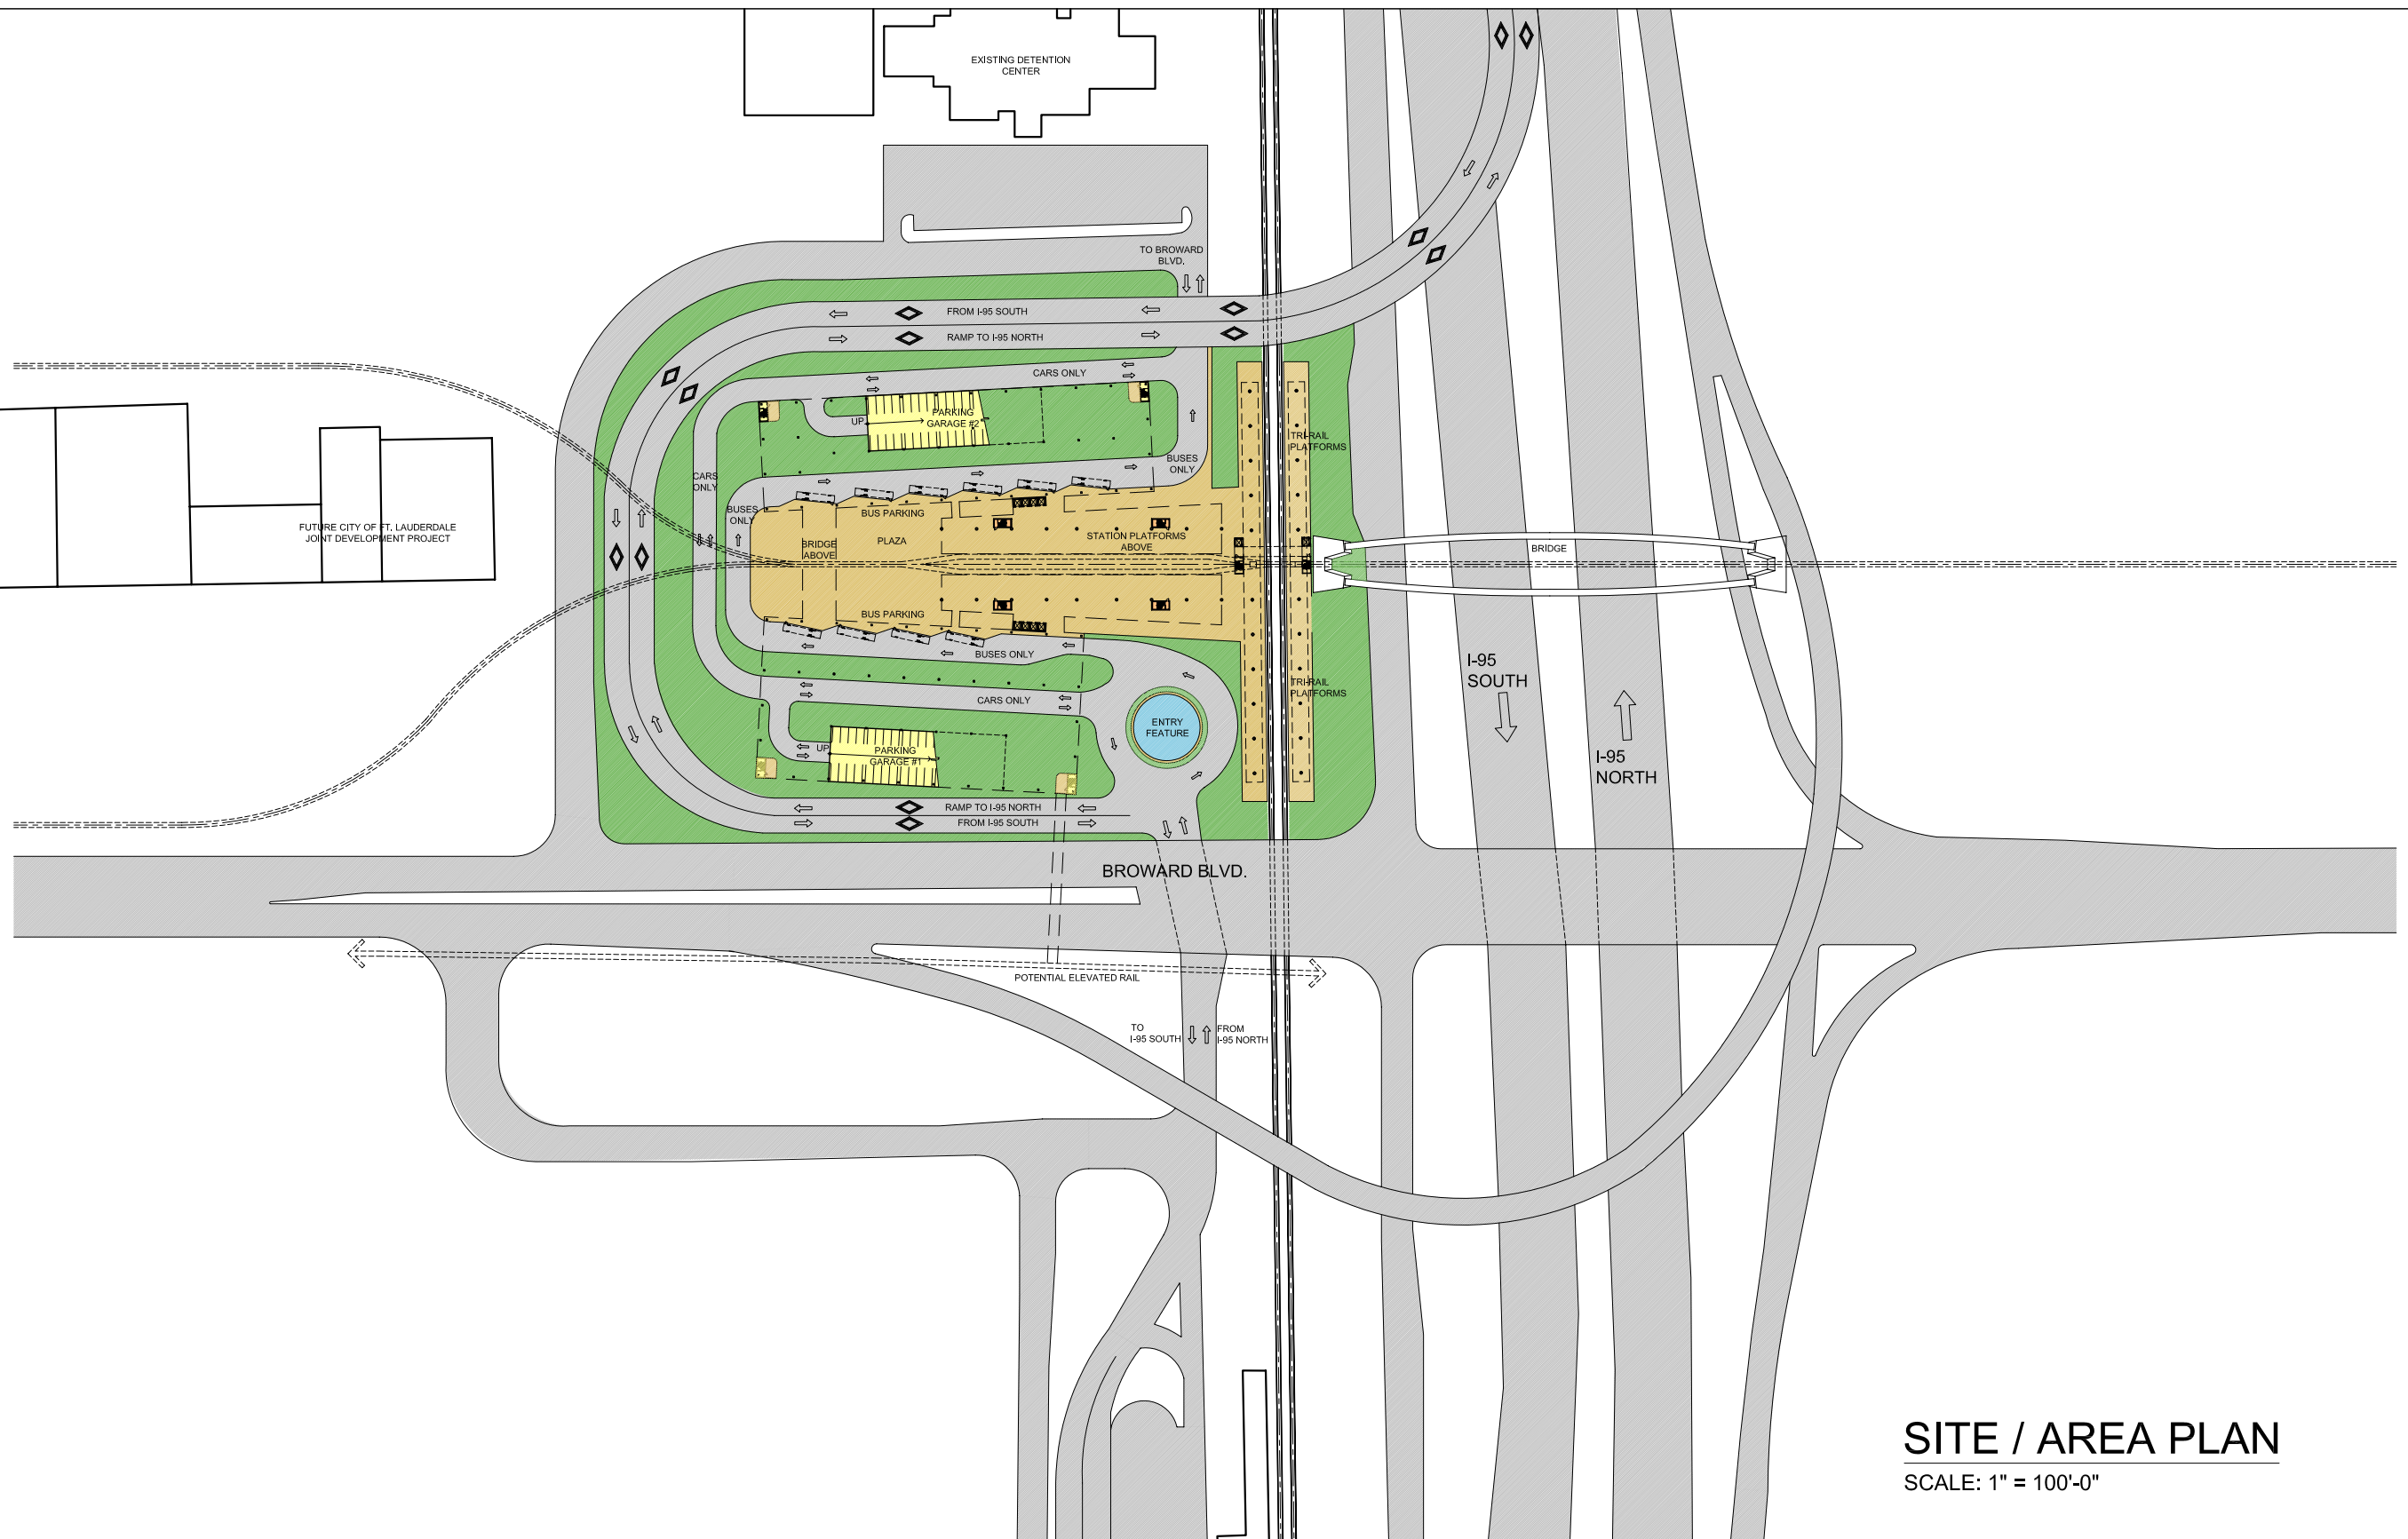 EXISTING DETENTION
CENTER
TO BROWARD
BLVD,
FROM I-95 SOUTH
RAMP TO I-95 NORTH
CARS ONLY
PARKING
GARAGE #2
UP
TRI-RAIL
PLATFORMS
BUSES
ONLY
CARS
ONLY
BUSES
ONLY
BUS PARKING
FUTURE CITY OF FT. LAUDERDALE
JOINT DEVELOPMENT PROJECT
BRIDGE
ABOVE
PLAZA
STATION PLATFORMS
ABOVE
BRIDGE
BUS PARKING
BUSES ONLY
I-95
SOUTH
TRI-RAIL
PLATFORMS
CARS ONLY
ENTRY
FEATURE
UP
PARKING
GARAGE #1
I-95
NORTH
RAMP TO I-95 NORTH
FROM I-95 SOUTH
BROWARD BLVD.
POTENTIAL ELEVATED RAIL
TO
I-95 SOUTH
FROM
I-95 NORTH
SITE / AREA PLAN
SCALE: 1" = 100'-0"